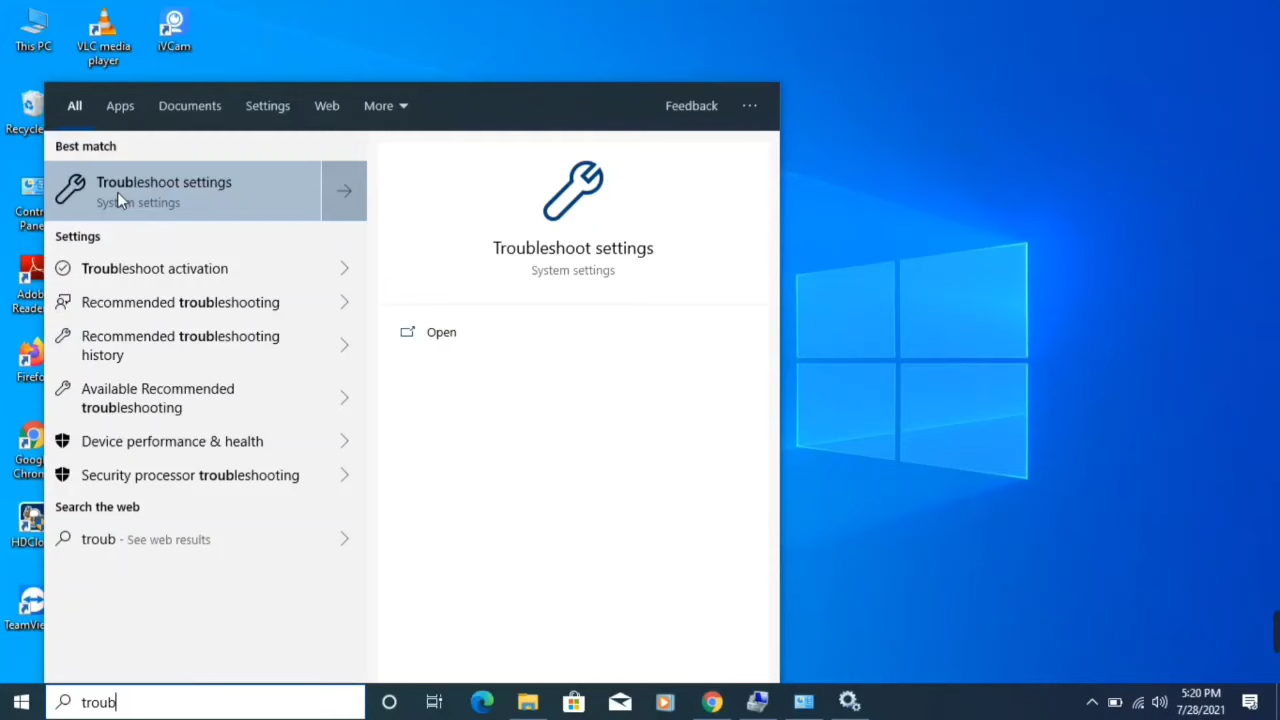 This PC
VLC media
player
iVCam
All
Apps
Documents
Settings
Web
More
Feedback
Recycle
Best match
Troubleshoot settings
System settings
Settings
Troubleshoot activation
Recommended troubleshooting
Recommended troubleshooting
history
Available Recommended
troubleshooting
Device performance & health
Security processor troubleshooting
Search the web
troub - See web results
Troubleshoot settings
System settings
Open
Contr
Pane
Adob
Reade
Firefo
Goog
Chron
HDClo
TeamVie
troub
5:20 PM
7/28/2021